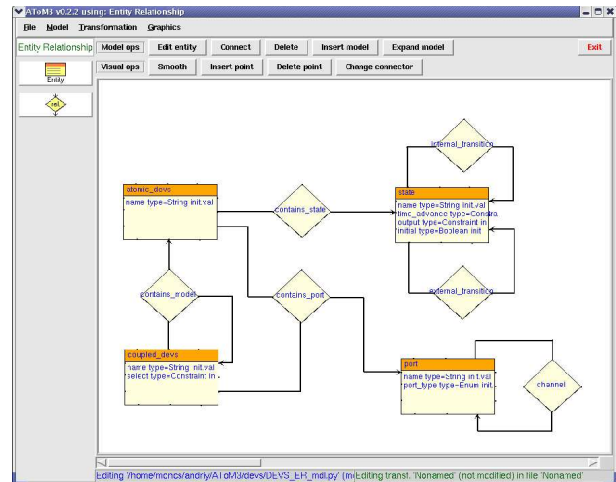 AToM3 v0.2.2 using: Entity Relationship
File Model Transformation Graphics
Entity Relationship Model ops Edit entity Connect Delete Insert model Expand model Exit
Visual ops Smooth Insert point Delete point Change connector
Entity
rel
internal_transition
atomic_devs
name type=String init.val
contains_state
state
name type=String init.val
time_advance type=Constra
output type=Constraint in
initial type=Boolean init
contains_model
contains_port
external_transition
coupled_devs
name type=String init.val
select type=Constraint in
port
name type=String init.val
port_type type=Enum init.
channel
Editing '/home/moncs/andriy/AToM3/devs/DEVS_ER_mdl.py' Editing transf. 'Nonamed' (not modified) in file 'Nonamed'